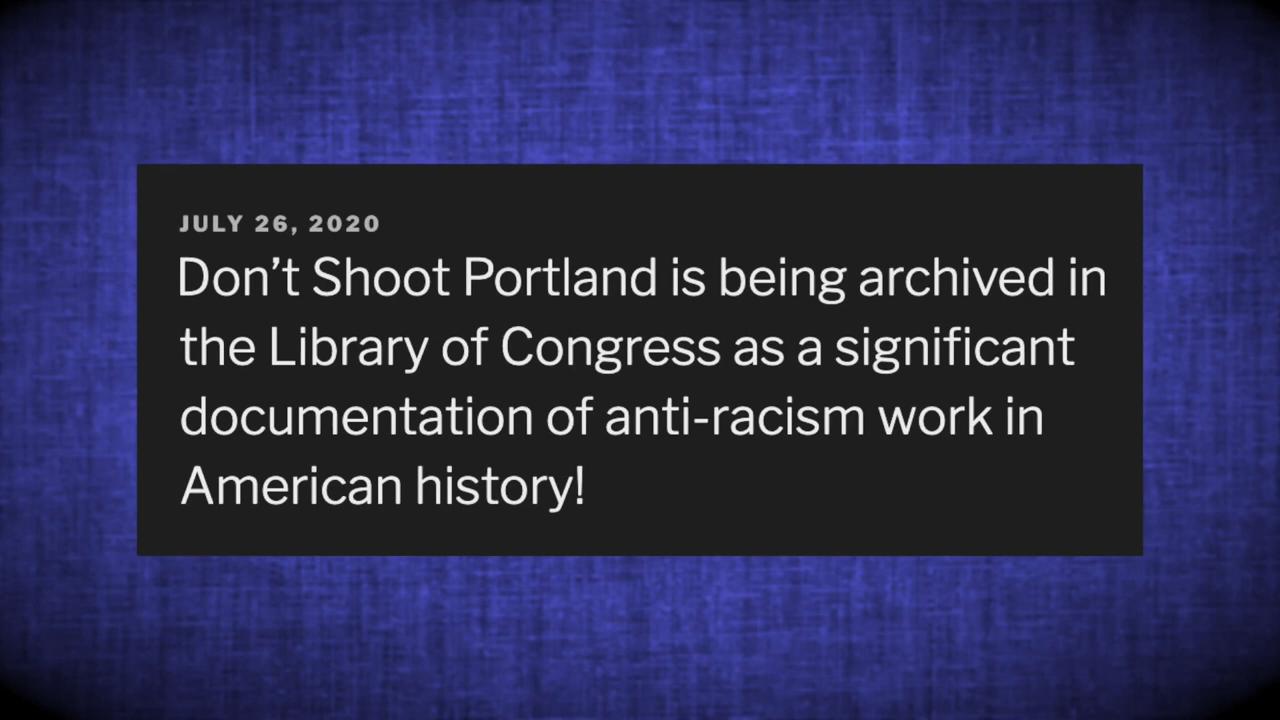 JULY 26, 2020
Don’t Shoot Portland is being archived in
the Library of Congress as a significant
documentation of anti-racism work in
American history!